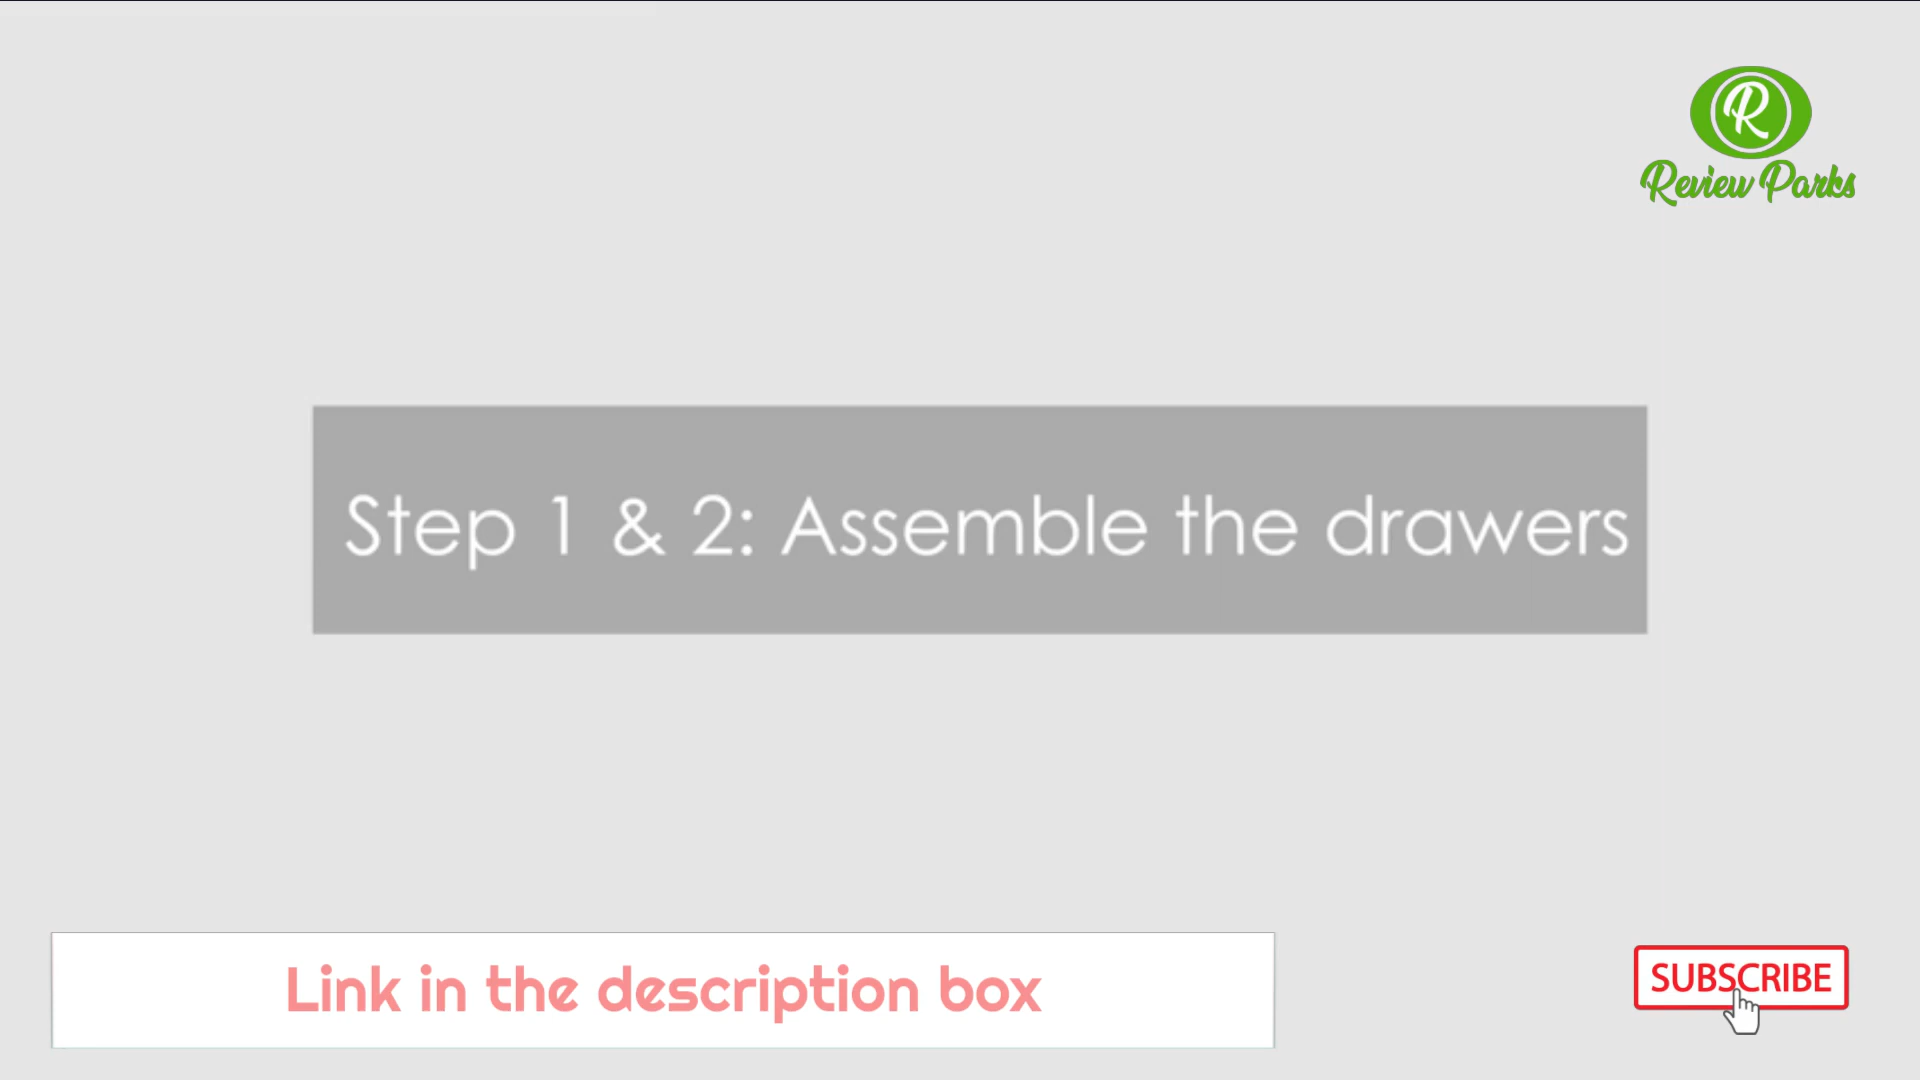 R
Review Parks
Step 1 & 2: Assemble the drawers
Link in the description box
SUBSCRIBE